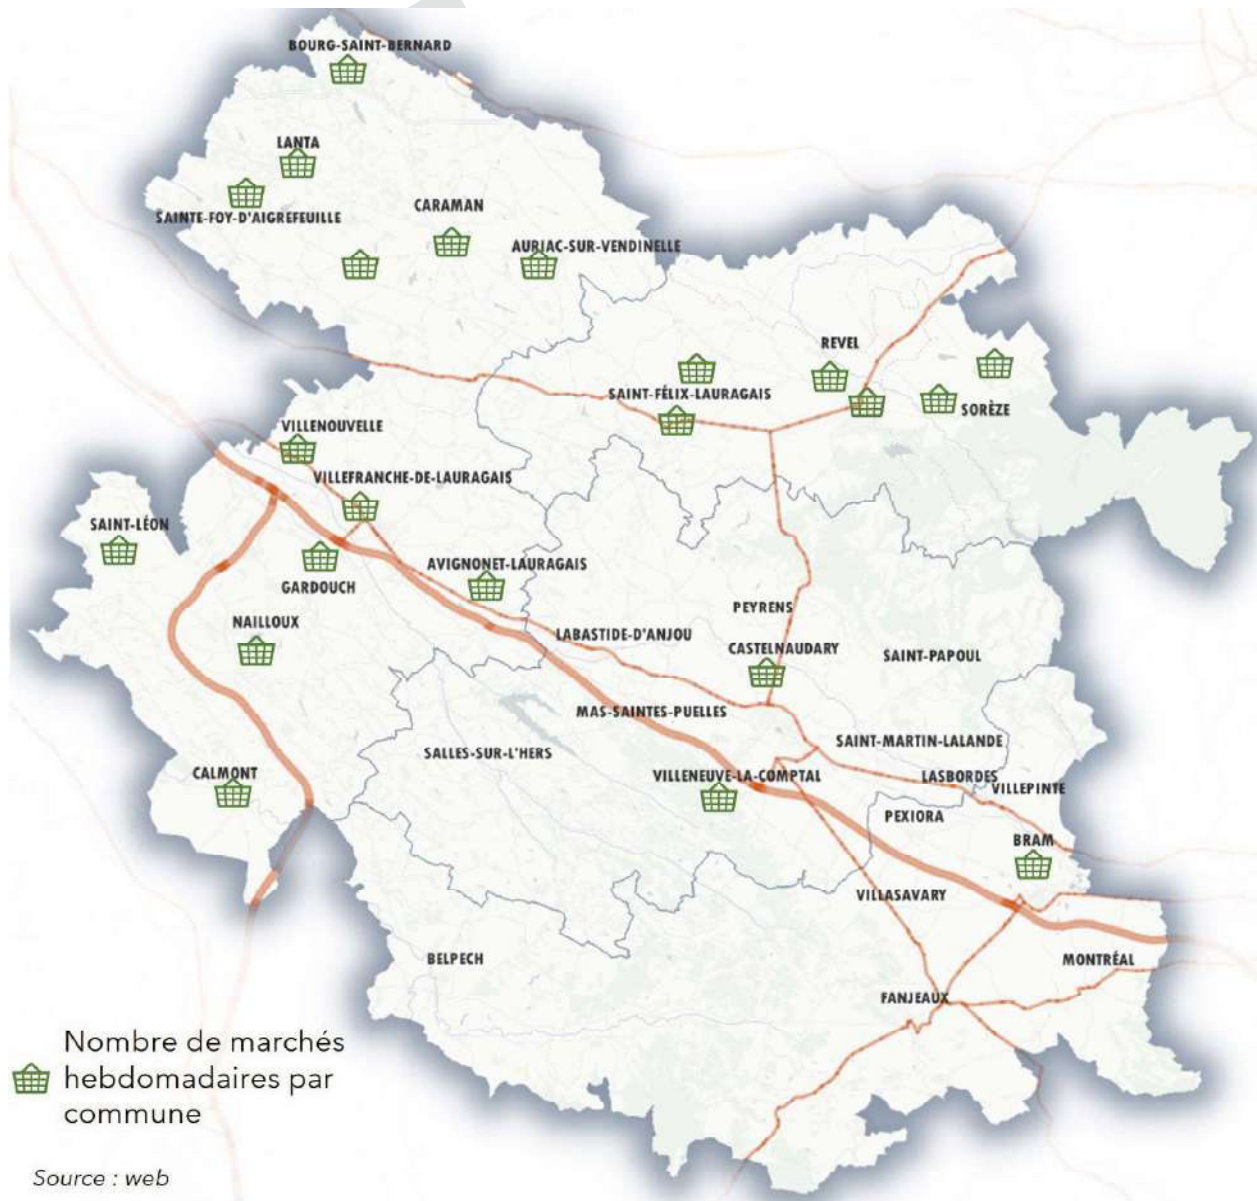 BOURG-SAINT-BERNARD
LANTA
SAINTE-FOY-D'AIGREFEUILLE
CARAMAN
AURIAC-SUR-VENDINELLE
REVEL
SAINT-FÉLIX-LAURAGAIS
SORÈZE
VILLENOUVELLE
VILLEFRANCHE-DE-LAURAGAIS
SAINT-LÉON
AVIGNONET-LAURAGAIS
GARDOUCH
NAILLOUX
PEYRENS
LABASTIDE-D'ANJOU
CASTELNAUDARY
SAINT-PAPOUL
MAS-SAINTES-PUELLES
SAINT-MARTIN-LALANDE
SALLES-SUR-L'HERS
CALMONT
VILLENEUVE-LA-COMPTAL
LASBORDES
VILLEPINTE
PEXIORA
BRAM
VILLASAVARY
BELPECH
MONTRÉAL
FANJEAUX
Nombre de marchés
hebdomadaires par
commune
Source : web